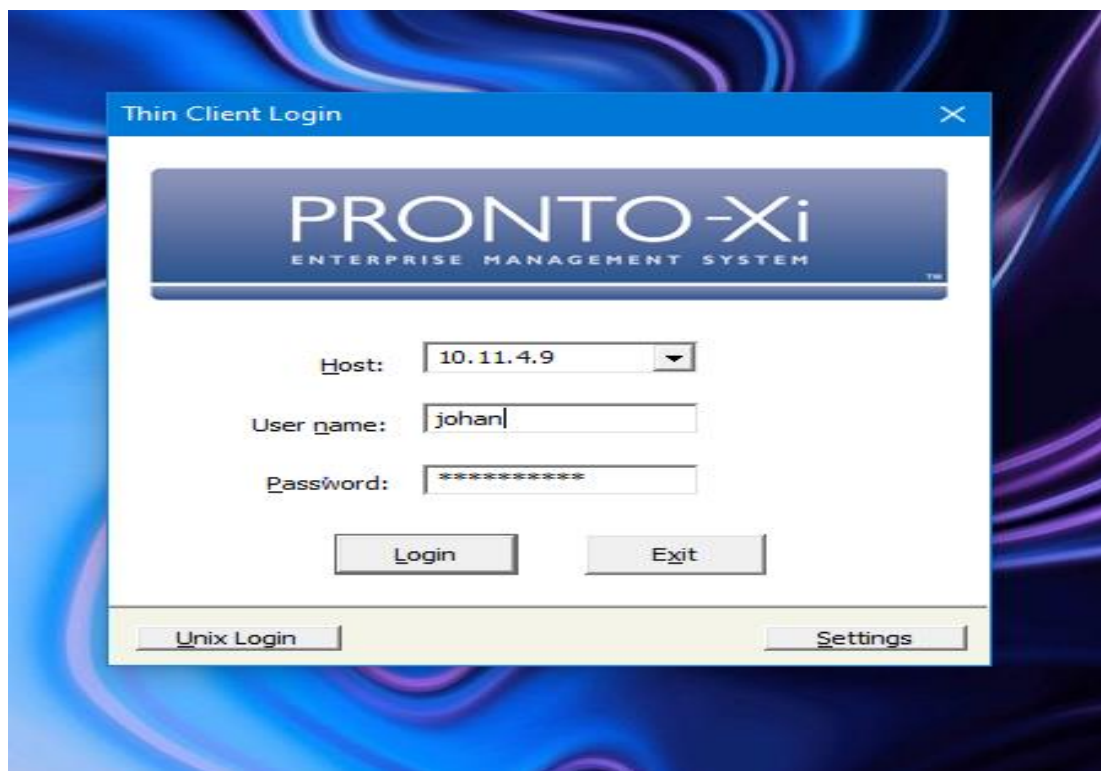 Thin Client Login
PRONTO-Xi
ENTERPRISE MANAGEMENT SYSTEM
TM
Host: 10.11.4.9
User name: johan
Password: **********
Login Exit
Unix Login Settings